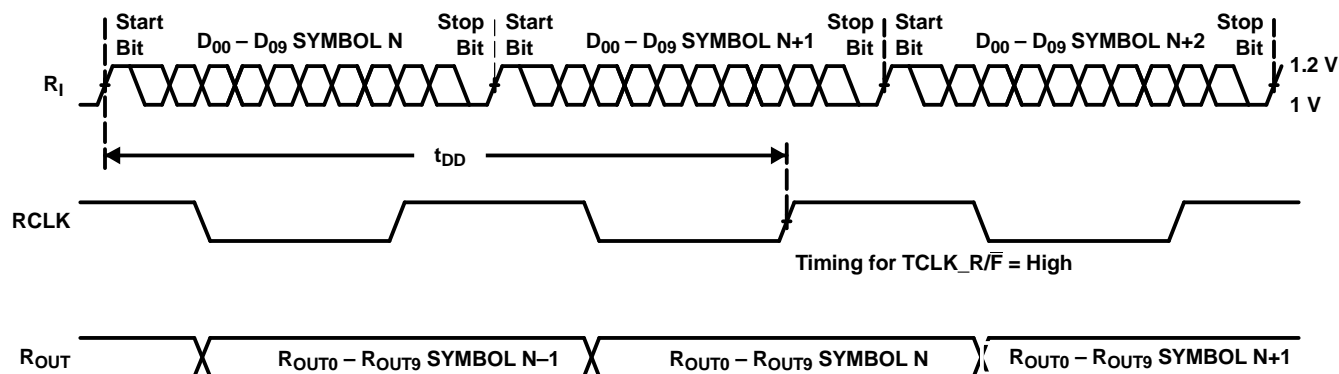 Start Bit
D00 – D09 SYMBOL N
Stop Bit
Start Bit
D00 – D09 SYMBOL N+1
Stop Bit
Start Bit
D00 – D09 SYMBOL N+2
Stop Bit
RI
1.2 V
1 V
tDD
RCLK
Timing for TCLK_R/F̅ = High
ROUT
ROUT0 – ROUT9 SYMBOL N–1
ROUT0 – ROUT9 SYMBOL N
ROUT0 – ROUT9 SYMBOL N+1